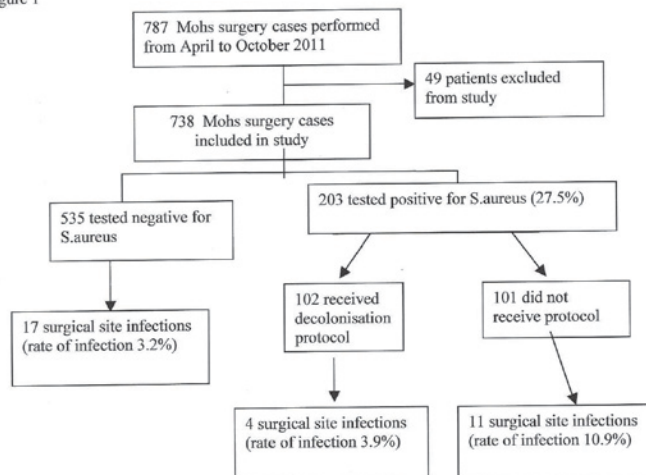 787 Mohs surgery cases performed
from April to October 2011
49 patients excluded
from study
738 Mohs surgery cases
included in study
535 tested negative for
S.aureus
203 tested positive for S.aureus (27.5%)
17 surgical site infections
(rate of infection 3.2%)
102 received
decolonisation
protocol
101 did not
receive protocol
4 surgical site infections
(rate of infection 3.9%)
11 surgical site infections
(rate of infection 10.9%)